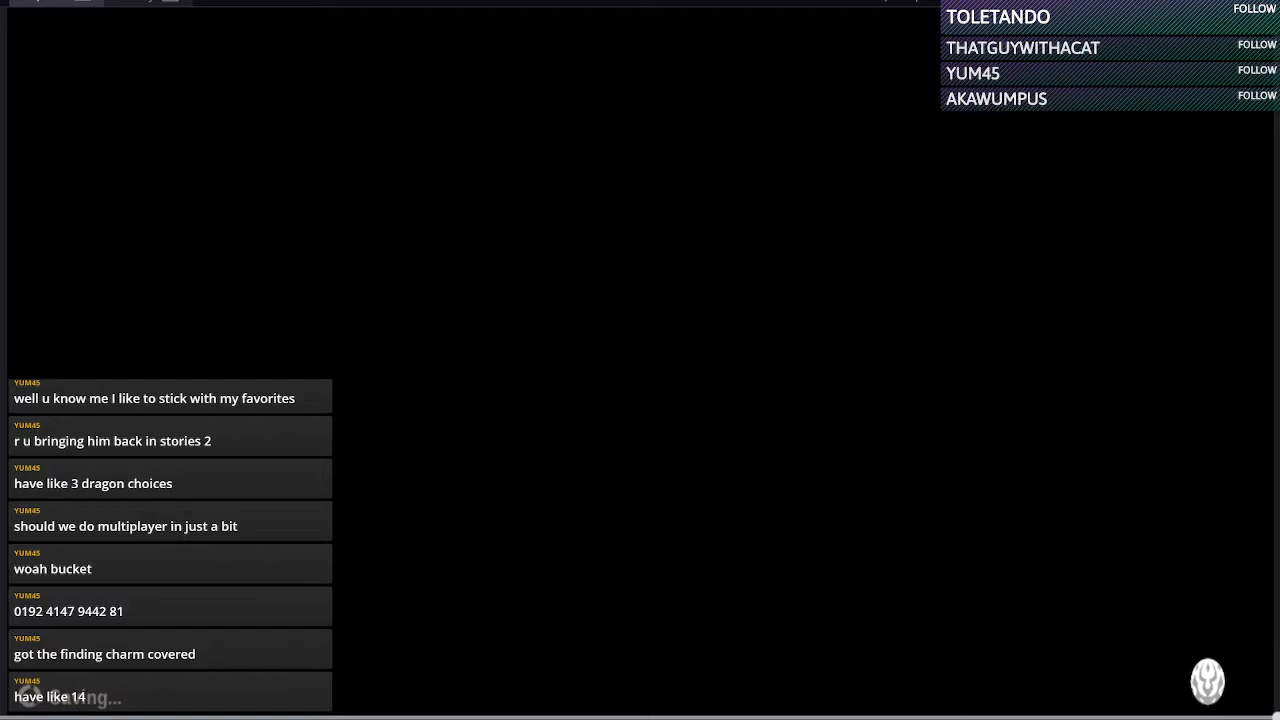 TOLETANDO FOLLOW
THATGUYWITHACAT FOLLOW
YUM45 FOLLOW
AKAWUMPUS FOLLOW
YUM45
well u know me I like to stick with my favorites
YUM45
r u bringing him back in stories 2
YUM45
have like 3 dragon choices
YUM45
should we do multiplayer in just a bit
YUM45
woah bucket
YUM45
0192 4147 9442 81
YUM45
got the finding charm covered
YUM45
have like 14
Saving...